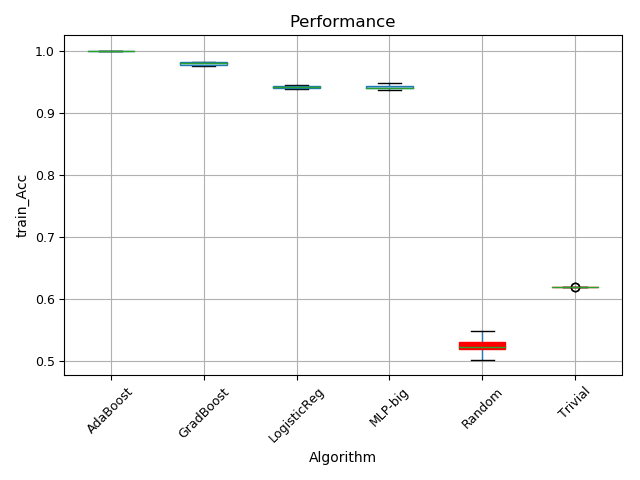 Performance
train_Acc
1.0
0.9
0.8
0.7
0.6
0.5
AdaBoost
GradBoost
LogisticReg
MLP-big
Random
Trivial
Algorithm